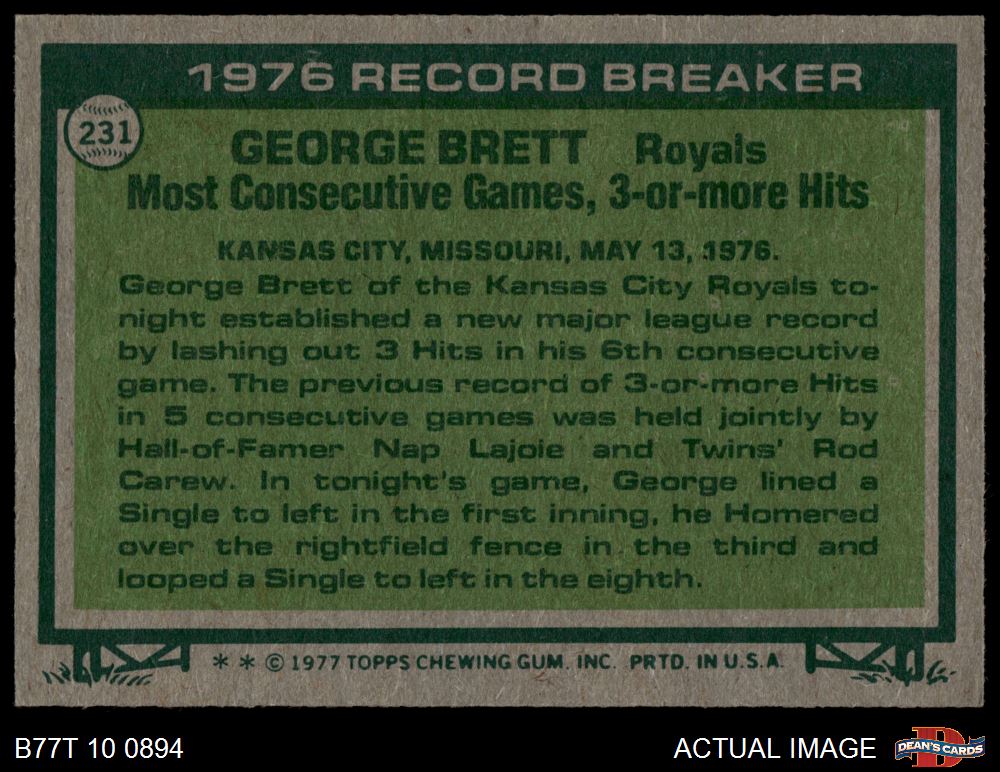 1976 RECORD BREAKER
231
GEORGE BRETT Royals
Most Consecutive Games, 3-or-more Hits
KANSAS CITY, MISSOURI, MAY 13, 1976.
George Brett of the Kansas City Royals to-
night established a new major league record
by lashing out 3 Hits in his 6th consecutive
game. The previous record of 3-or-more Hits
in 5 consecutive games was held jointly by
Hall-of-Famer Nap Lajoie and Twins' Rod
Carew. In tonight's game, George lined a
Single to left in the first inning, he Homered
over the rightfield fence in the third and
looped a Single to left in the eighth.
* * © 1977 TOPPS CHEWING GUM. INC. PRTD. IN U.S.A.
B77T 10 0894
ACTUAL IMAGE
D
DEAN'S CARDS